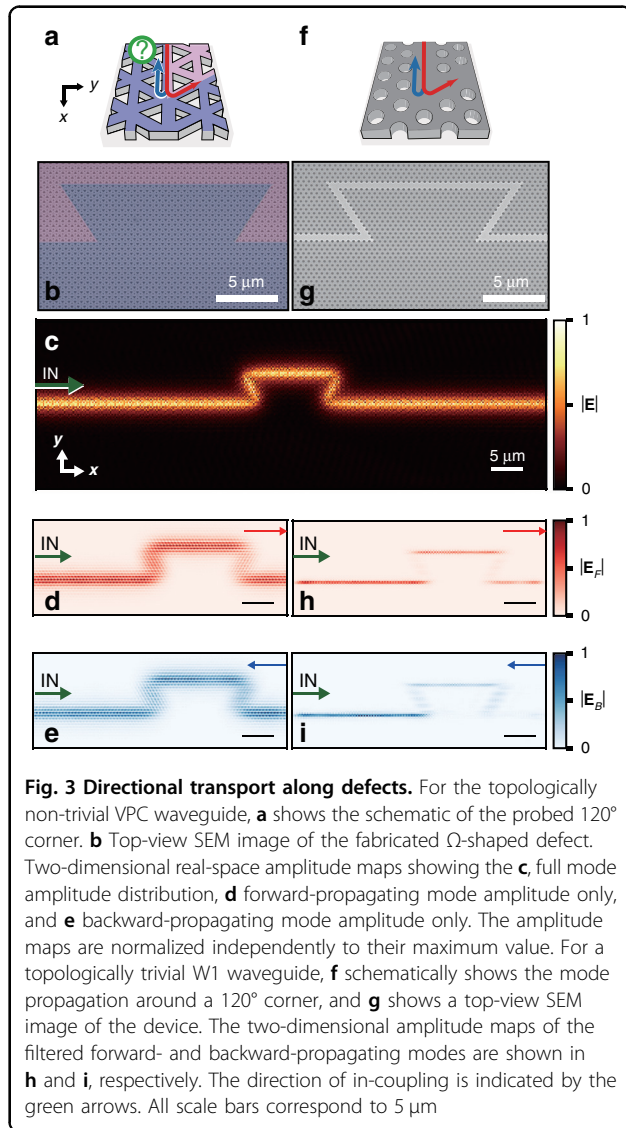 a
f
?
y
x
b
5 μm
g
5 μm
c
IN
y
x
5 μm
1
|E|
0
IN
d
IN
h
1
|E_F|
0
IN
e
IN
i
1
|E_B|
0
Fig. 3 Directional transport along defects. For the topologically
non-trivial VPC waveguide, a shows the schematic of the probed 120°
corner. b Top-view SEM image of the fabricated Ω-shaped defect.
Two-dimensional real-space amplitude maps showing the c, full mode
amplitude distribution, d forward-propagating mode amplitude only,
and e backward-propagating mode amplitude only. The amplitude
maps are normalized independently to their maximum value. For a
topologically trivial W1 waveguide, f schematically shows the mode
propagation around a 120° corner, and g shows a top-view SEM
image of the device. The two-dimensional amplitude maps of the
filtered forward- and backward-propagating modes are shown in
h and i, respectively. The direction of in-coupling is indicated by the
green arrows. All scale bars correspond to 5 μm